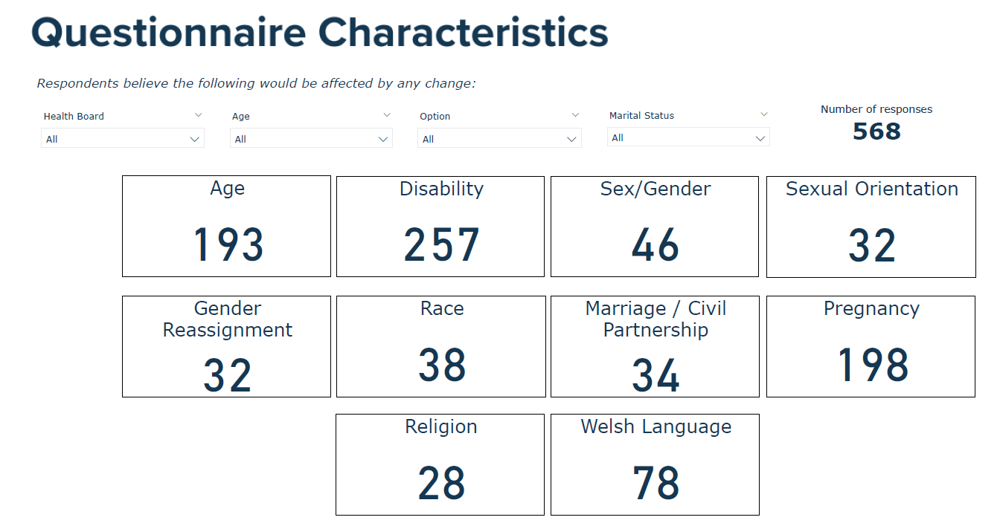 Questionnaire Characteristics
Respondents believe the following would be affected by any change:
Health Board
Age
Option
Marital Status
Number of responses
All
All
All
All
568
Age
Disability
Sex/Gender
Sexual Orientation
193
257
46
32
Gender
Reassignment
32
Race
38
Marriage / Civil
Partnership
34
Pregnancy
198
Religion
28
Welsh Language
78